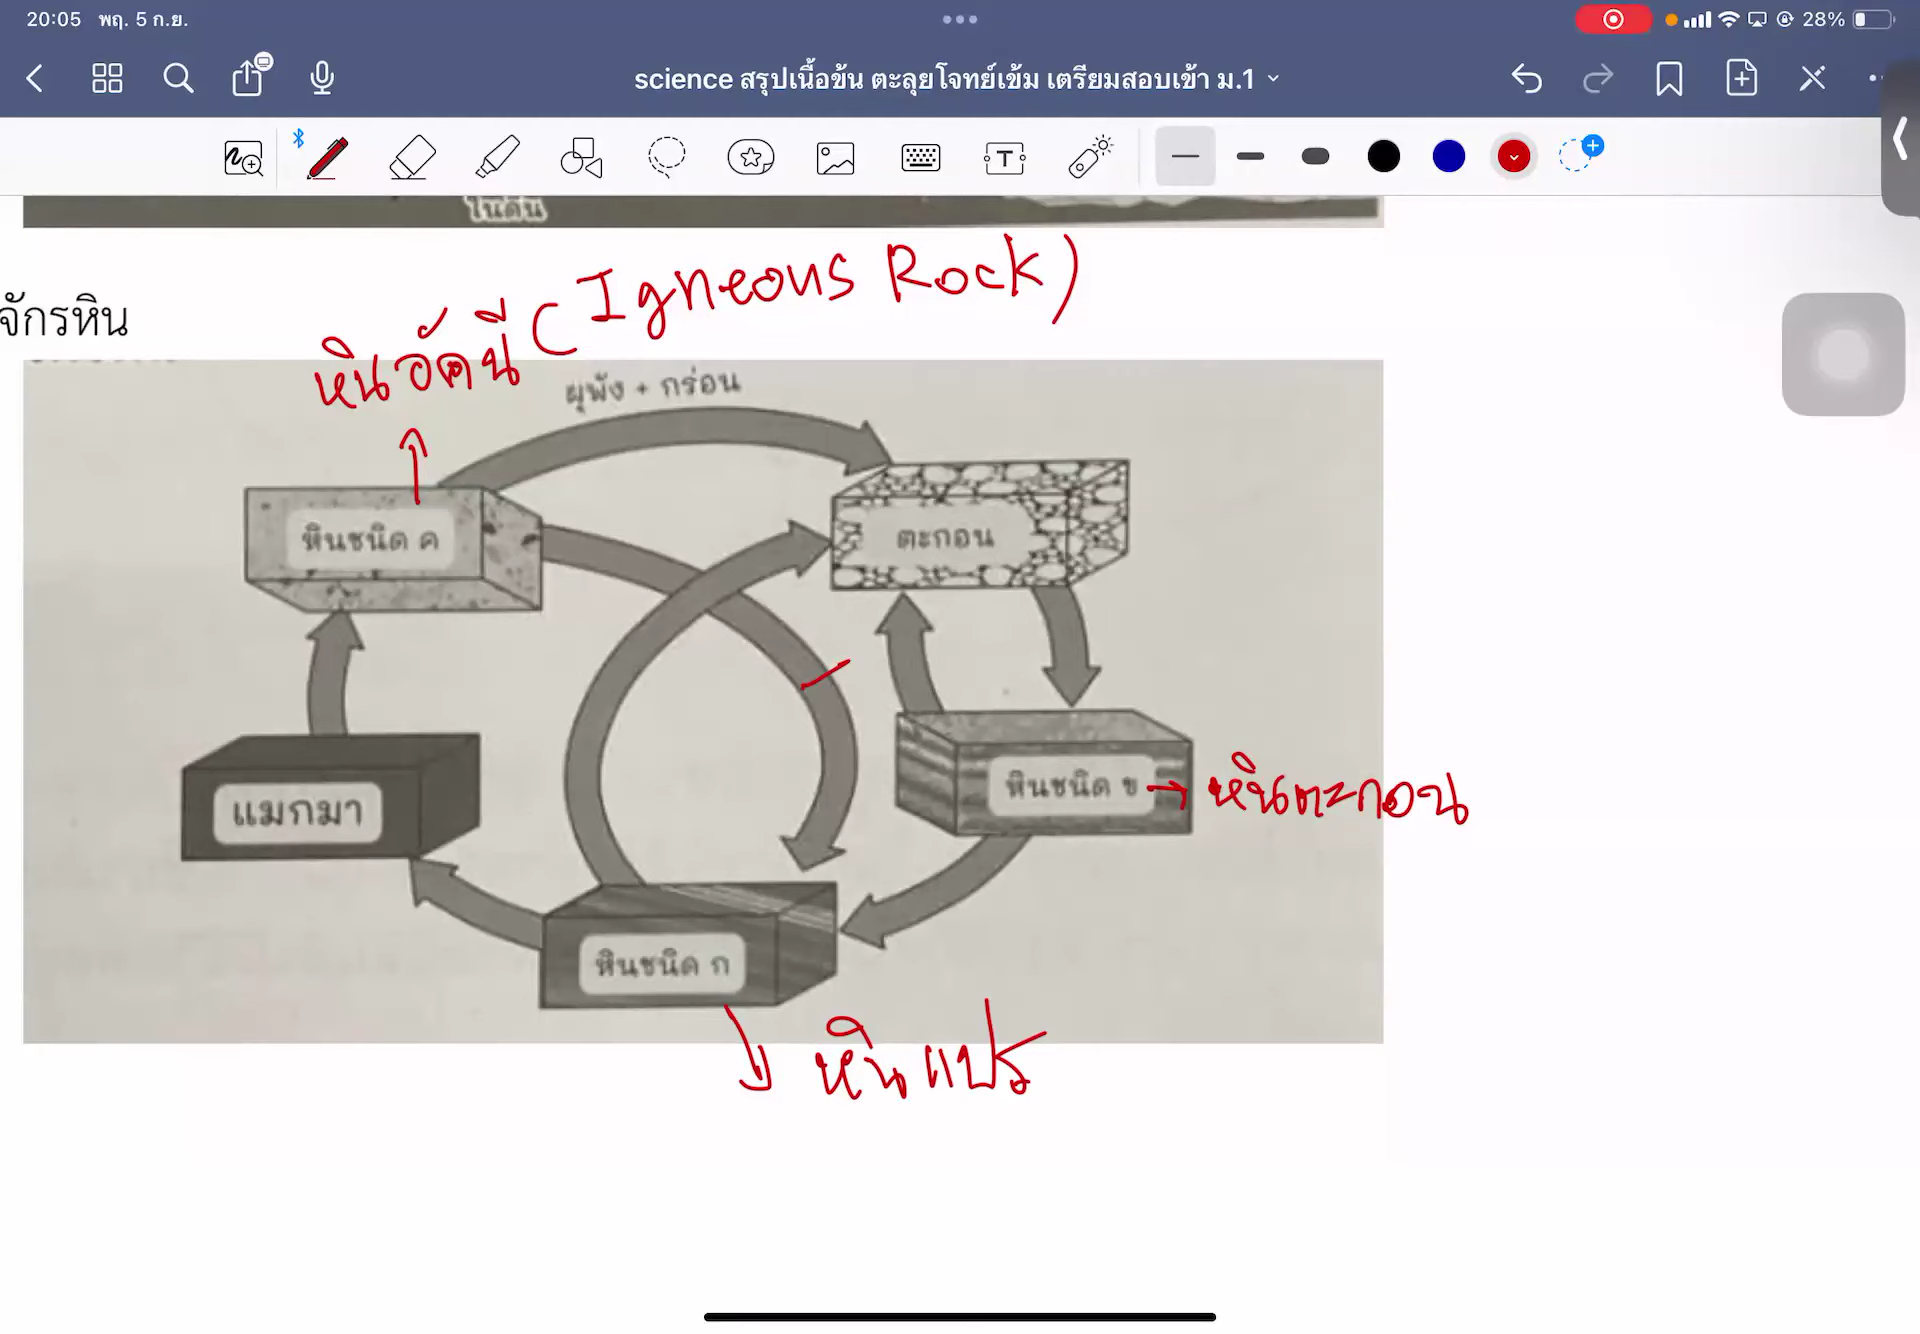 20:05 พฤ. 5 ก.ย.
28%
science สรุปเนื้อข้น ตะลุยโจทย์เข้ม เตรียมสอบเข้า ม.1
T
จักรหิน
หินอัคนี (Igneous Rock)
ผุพัง + กร่อน
หินชนิด ค
ตะกอน
แมกมา
หินชนิด ข → หินตะกอน
หินชนิด ก
หินแปร